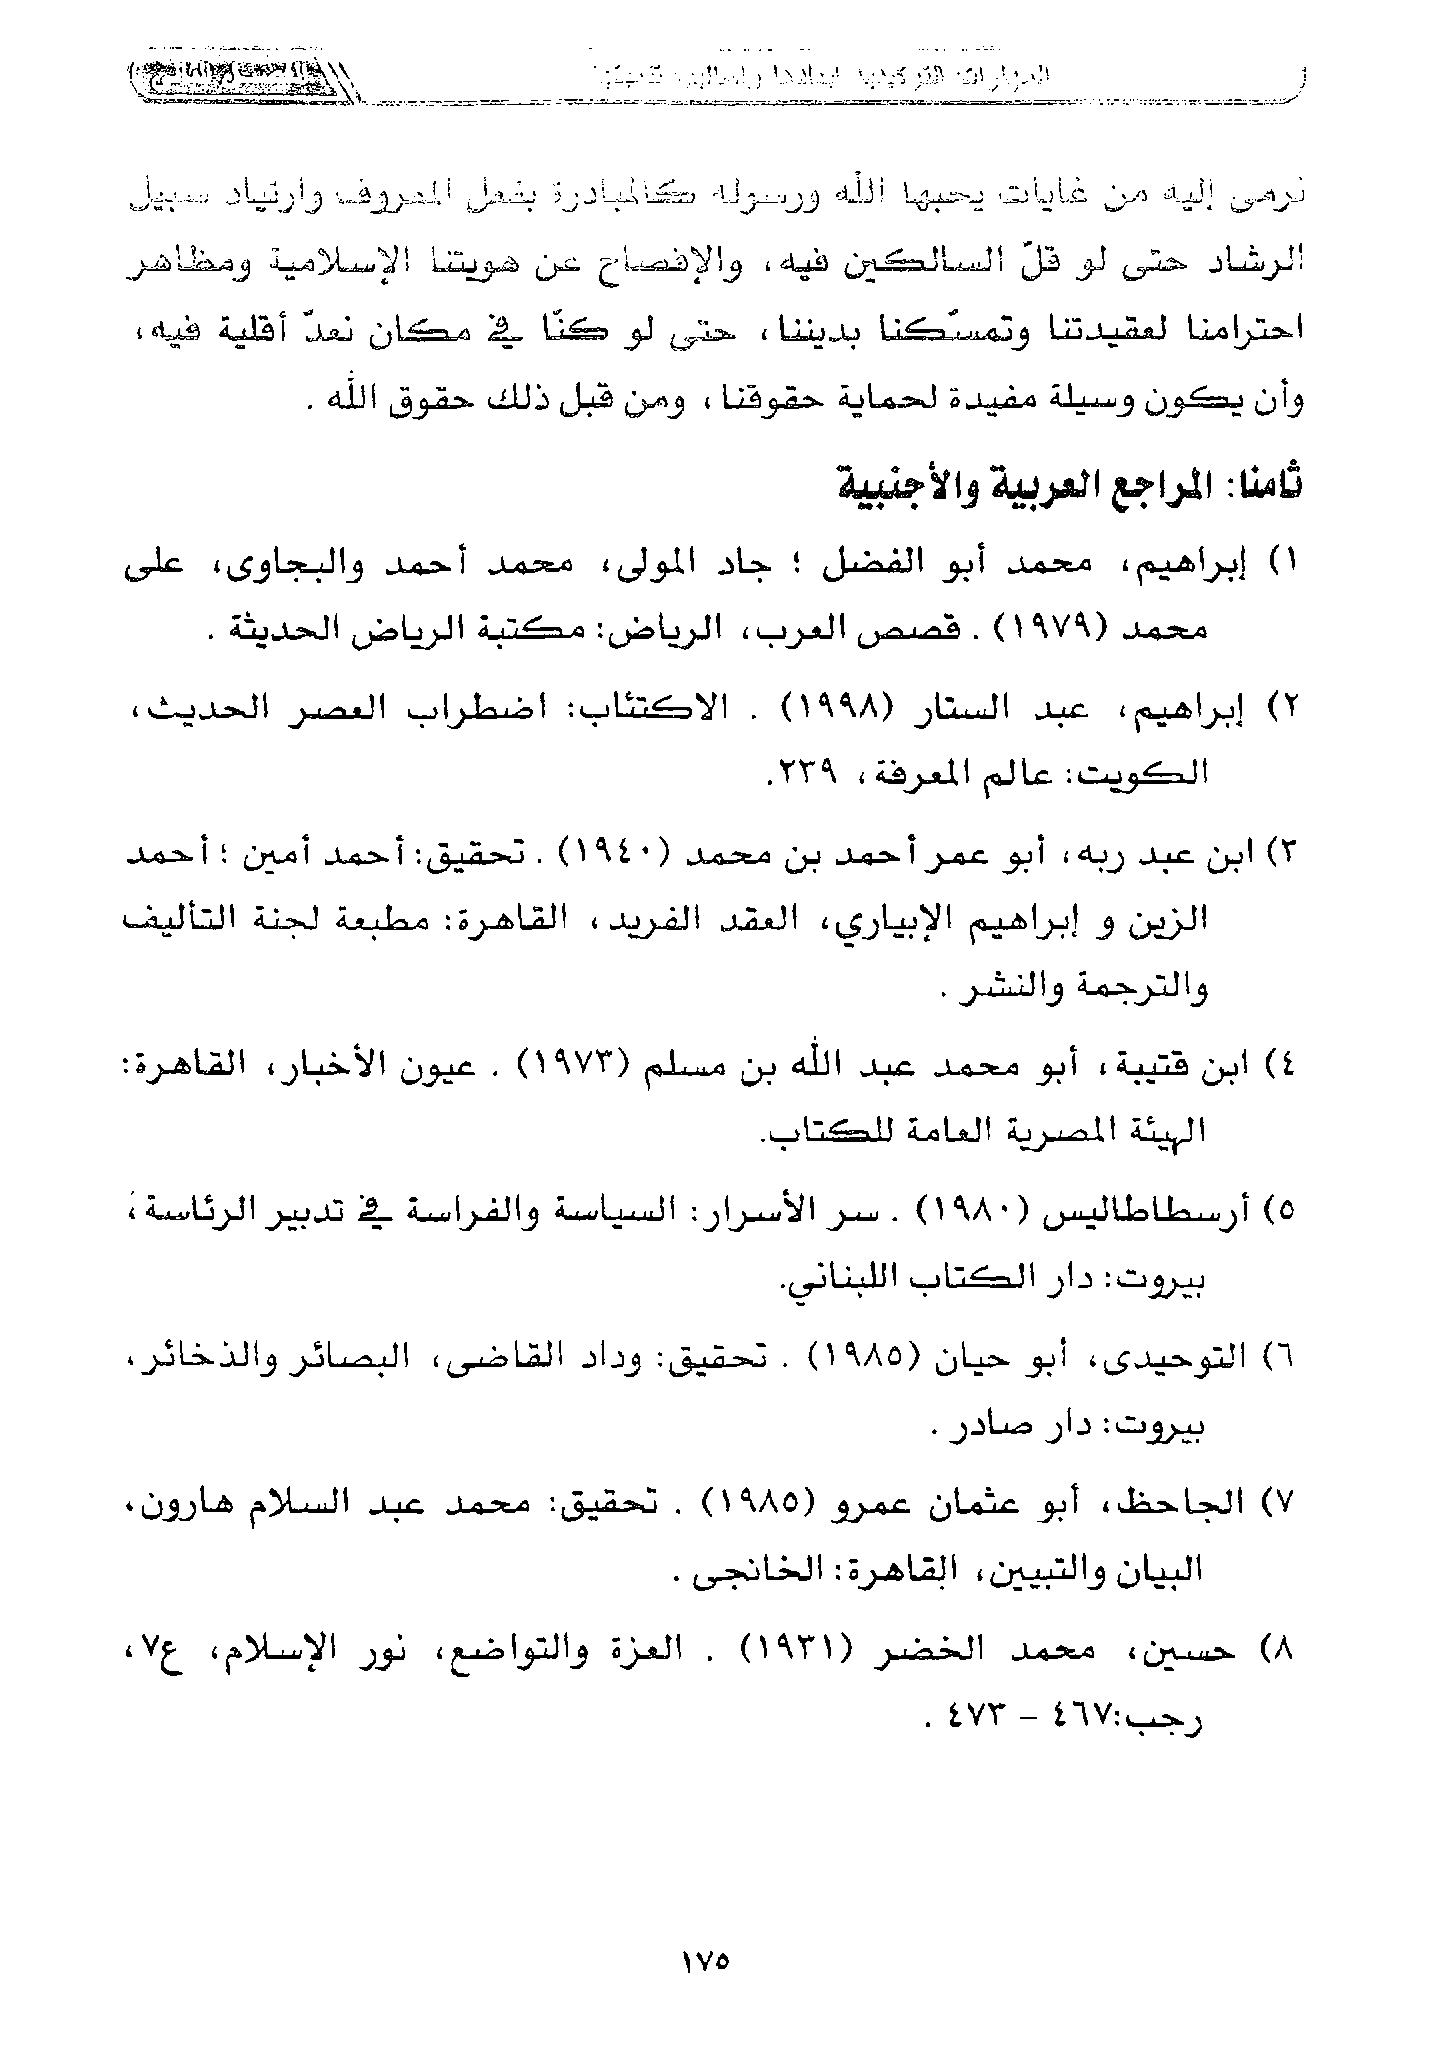 نرمى إليه من غايات يحبها الله ورسوله كالمبادرة بفعل المعروف وارتياد سبيل
الرشاد حتى لو قلّ السالكين فيه، والإفصاح عن هويتنا الإسلامية ومظاهر
احترامنا لعقيدتنا وتمسّكنا بديننا، حتى لو كنّا في مكان نعدّ أقلية فيه،
وأن يكون وسيلة مفيدة لحماية حقوقنا، ومن قبل ذلك حقوق الله .
ثامنا: المراجع العربية والأجنبية
١) إبراهيم، محمد أبو الفضل ؛ جاد المولى، محمد أحمد والبجاوى، على
محمد (١٩٧٩) . قصص العرب، الرياض: مكتبة الرياض الحديثة .
٢) إبراهيم، عبد الستار (١٩٩٨) . الاكتئاب: اضطراب العصر الحديث،
الكويت: عالم المعرفة، ٢٣٩.
٣) ابن عبد ربه، أبو عمر أحمد بن محمد (١٩٤٠) . تحقيق: أحمد أمين ؛ أحمد
الزين و إبراهيم الإبياري، العقد الفريد، القاهرة: مطبعة لجنة التأليف
والترجمة والنشر .
٤) ابن قتيبة، أبو محمد عبد الله بن مسلم (١٩٧٣) . عيون الأخبار، القاهرة:
الهيئة المصرية العامة للكتاب.
٥) أرسطاطاليس (١٩٨٠) . سر الأسرار: السياسة والفراسة في تدبير الرئاسة،
بيروت: دار الكتاب اللبناني.
٦) التوحيدى، أبو حيان (١٩٨٥) . تحقيق: وداد القاضى، البصائر والذخائر،
بيروت: دار صادر .
٧) الجاحظ، أبو عثمان عمرو (١٩٨٥) . تحقيق: محمد عبد السلام هارون،
البيان والتبيين، القاهرة: الخانجى .
٨) حسين، محمد الخضر (١٩٣١) . العزة والتواضع، نور الإسلام، ع٧،
رجب:٤٦٧ – ٤٧٣ .
١٧٥